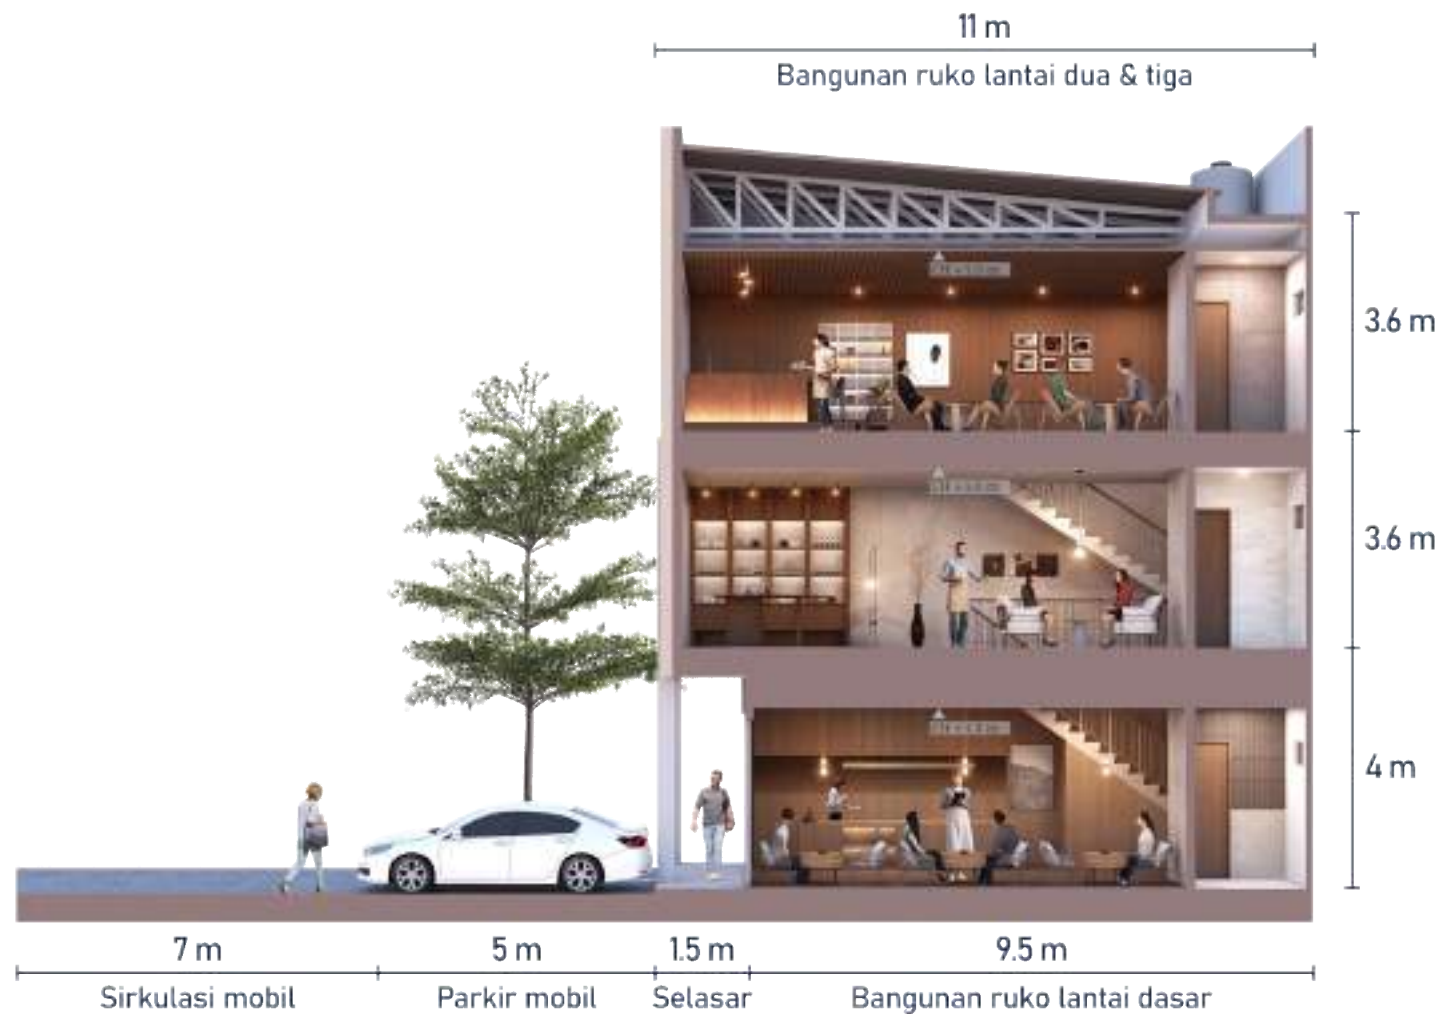 11 m
Bangunan ruko lantai dua & tiga
3.6 m
3.6 m
4 m
7 m
5 m
1.5 m
9.5 m
Sirkulasi mobil
Parkir mobil
Selasar
Bangunan ruko lantai dasar